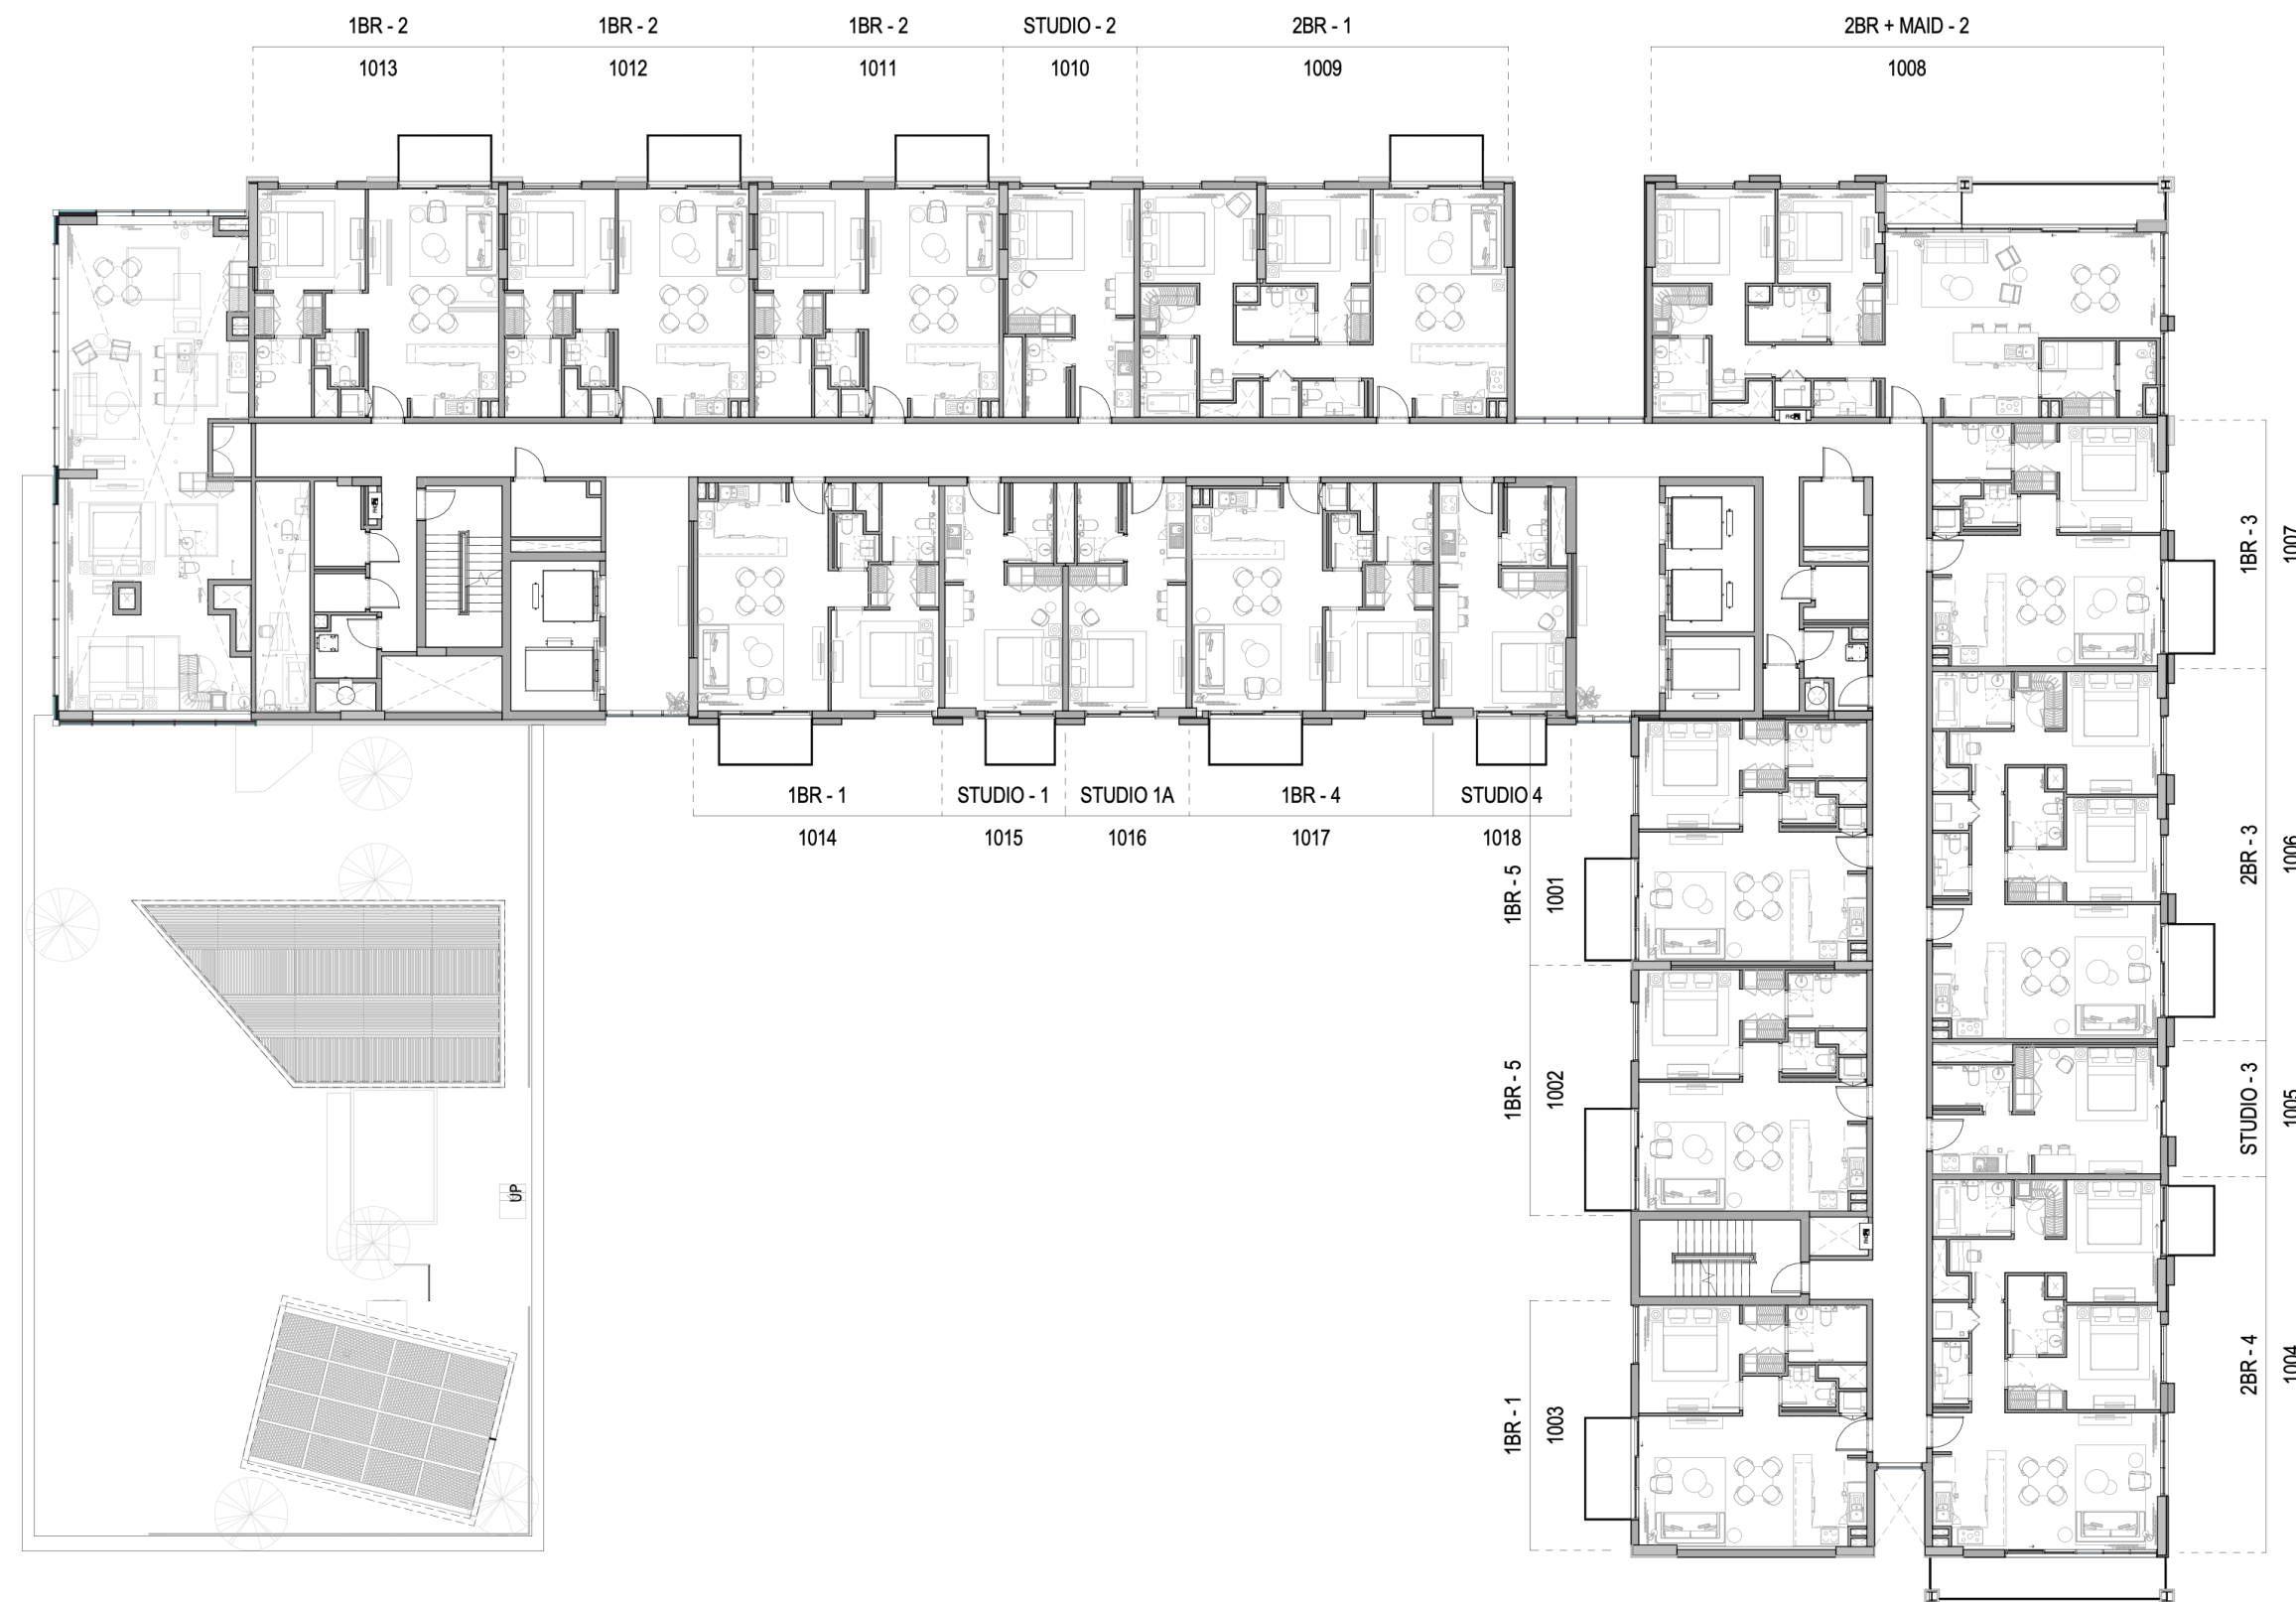 1BR - 2
1BR - 2
1BR - 2
STUDIO - 2
2BR - 1
2BR + MAID - 2
1013
1012
1011
1010
1009
1008
1BR - 3
1007
1BR - 1
STUDIO - 1
STUDIO 1A
1BR - 4
STUDIO 4
1014
1015
1016
1017
1018
1BR - 5
1001
2BR - 3
1006
1BR - 5
1002
STUDIO - 3
1005
UP
1BR - 1
1003
2BR - 4
1004